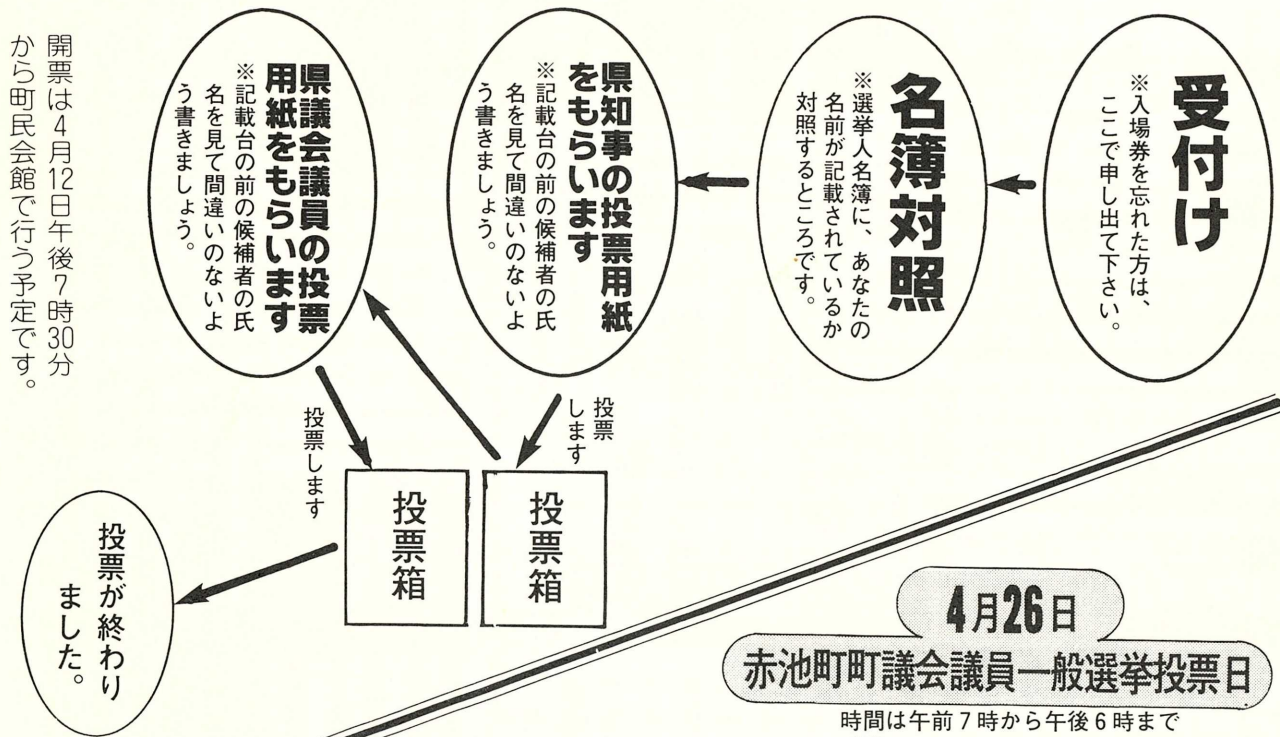 受付け
※入場券を忘れた方は、
ここで申し出て下さい。
名簿対照
※選挙人名簿に、あなたの
名前が記載されているか
対照するところです。
県知事の投票用紙
をもらいます
※記載台の前の候補者の氏
名を見て間違いのないよ
う書きましょう。
投票
します
投票箱
県議会議員の投票
用紙をもらいます
※記載台の前の候補者の氏
名を見て間違いのないよ
う書きましょう。
投票します
投票箱
投票が終わり
ました。
開票は4月12日午後7時30分
から町民会館で行う予定です。
4月26日
赤池町町議会議員一般選挙投票日
時間は午前7時から午後6時まで